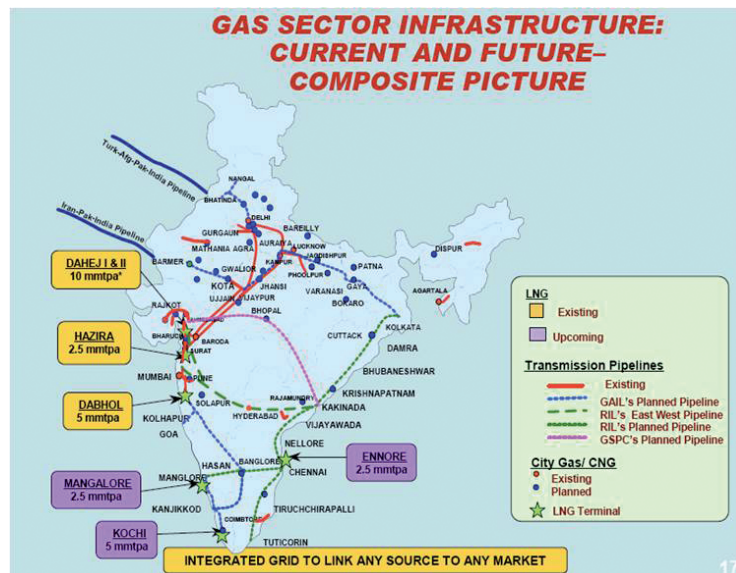 GAS SECTOR INFRASTRUCTURE:
CURRENT AND FUTURE–
COMPOSITE PICTURE
Turk-Afg-Pak-India Pipeline
Iran-Pak-India Pipeline
NANGAL
BHATINDA
DELHI
GURGAUN
BAREILLY
MATHANIA AGRA
AURAIYA
LUCKNOW
JAGDISHPUR
KANPUR
DISPUR
BARMER
GWALIOR
PHOOLPUR
PATNA
KOTA
JHANSI
VARANASI
GAYA
AGARTALA
UJJAIN
VIJAYPUR
BOKARO
RAJKOT
BHOPAL
KOLKATA
BHARUCH
BARODA
CUTTACK
DAMRA
SURAT
BHUBANESHWAR
MUMBAI
PUNE
KRISHNAPATNAM
SOLAPUR
RAJAMUNDRY
KAKINADA
HYDERABAD
VIJAYAWADA
KOLHAPUR
GOA
NELLORE
HASAN
BANGLORE
CHENNAI
MANGLORE
KANJIKKOD
COIMBTORE
TIRUCHCHIRAPALLI
TUTICORIN
DAHEJ I & II
10 mmtpa*
HAZIRA
2.5 mmtpa
DABHOL
5 mmtpa
MANGALORE
2.5 mmtpa
KOCHI
5 mmtpa
ENNORE
2.5 mmtpa
LNG
Existing
Upcoming
Transmission Pipelines
Existing
GAIL's Planned Pipeline
RIL's East West Pipeline
RIL's Planned Pipeline
GSPC's Planned Pipeline
City Gas/ CNG
Existing
Planned
LNG Terminal
INTEGRATED GRID TO LINK ANY SOURCE TO ANY MARKET
17